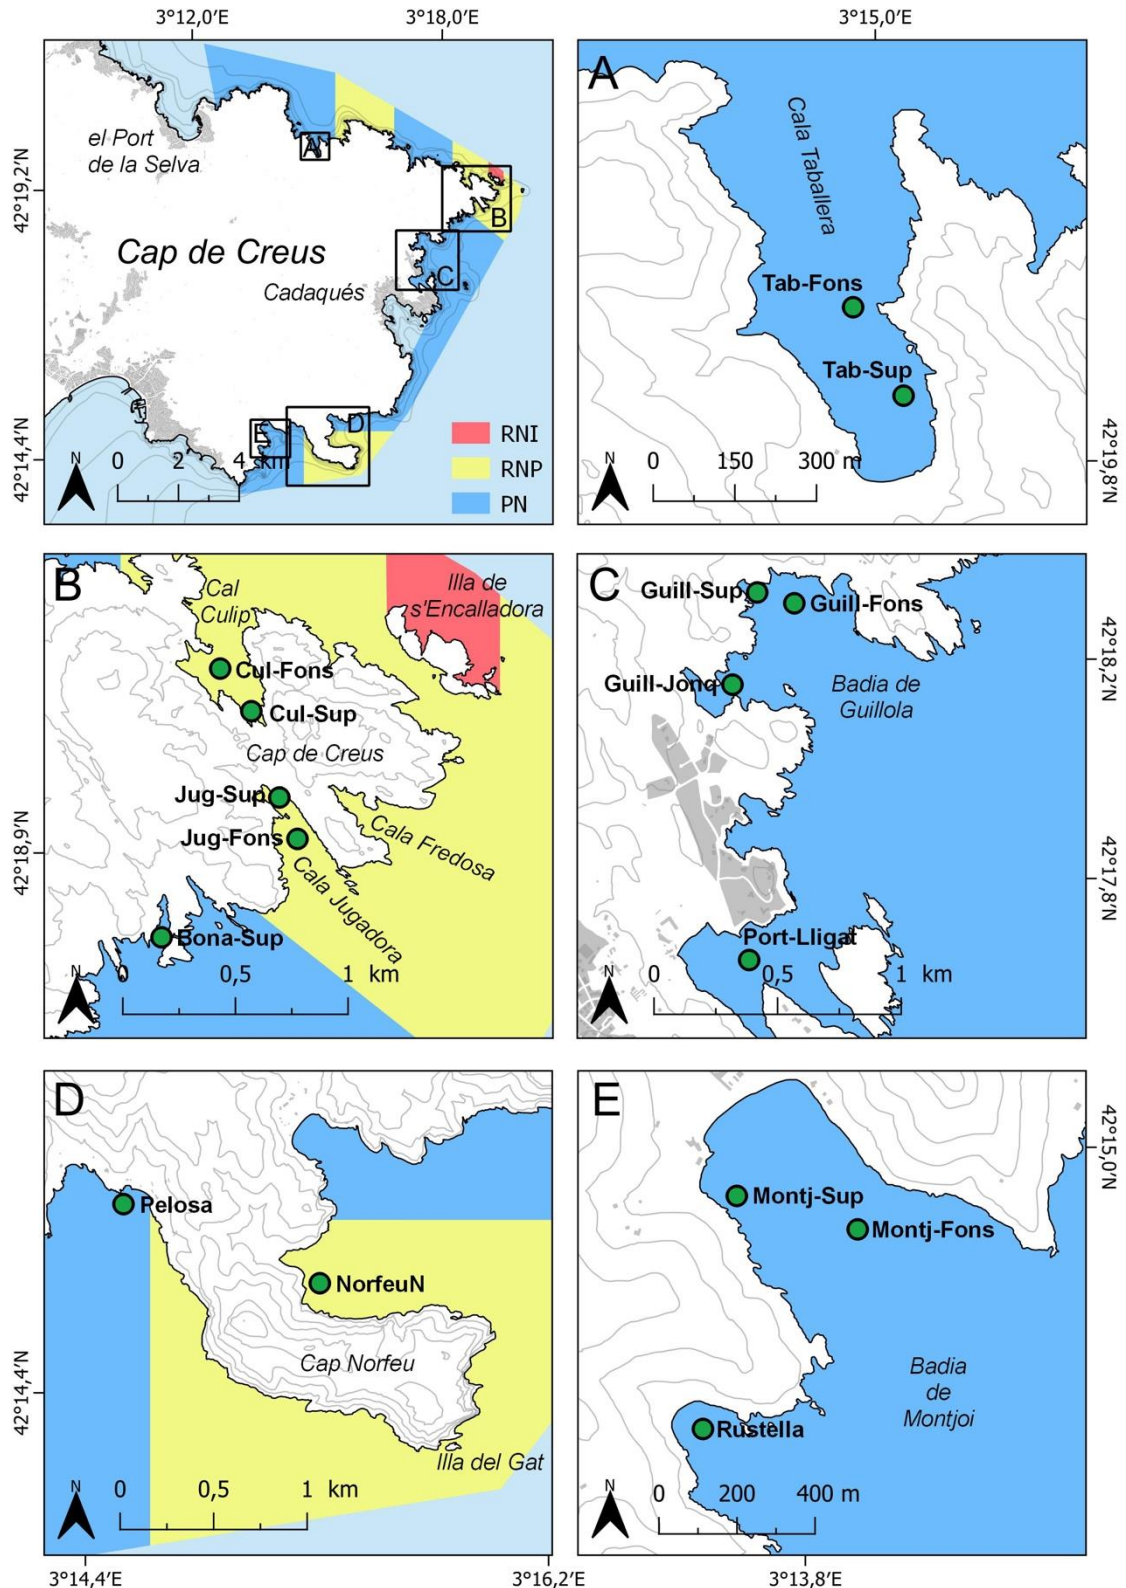 3°12,0'E
3°18,0'E
42°19,2'N
42°14,4'N
el Port
de la Selva
Cap de Creus
Cadaqués
A
B
C
D
E
N
0 2 4 km
RNI
RNP
PN
3°15,0'E
A
Cala Taballera
Tab-Fons
Tab-Sup
42°19,8'N
N
0 150 300 m
B
Cal
Culip
Illa de
s'Encalladora
Cul-Fons
Cul-Sup
Cap de Creus
Jug-Sup
Jug-Fons
Cala Fredosa
Cala Jugadora
Bona-Sup
42°18,9'N
N
0 0,5 1 km
C
Guill-Sup
Guill-Fons
Guill-Jonq
Badia de
Guillola
Port-Lligat
42°18,2'N
42°17,8'N
N
0 0,5 1 km
D
Pelosa
NorfeuN
Cap Norfeu
Illa del Gat
42°14,4'N
N
0 0,5 1 km
3°14,4'E
3°16,2'E
E
Montj-Sup
Montj-Fons
Badia
de
Montjoi
Rustella
42°15,0'N
N
0 200 400 m
3°13,8'E